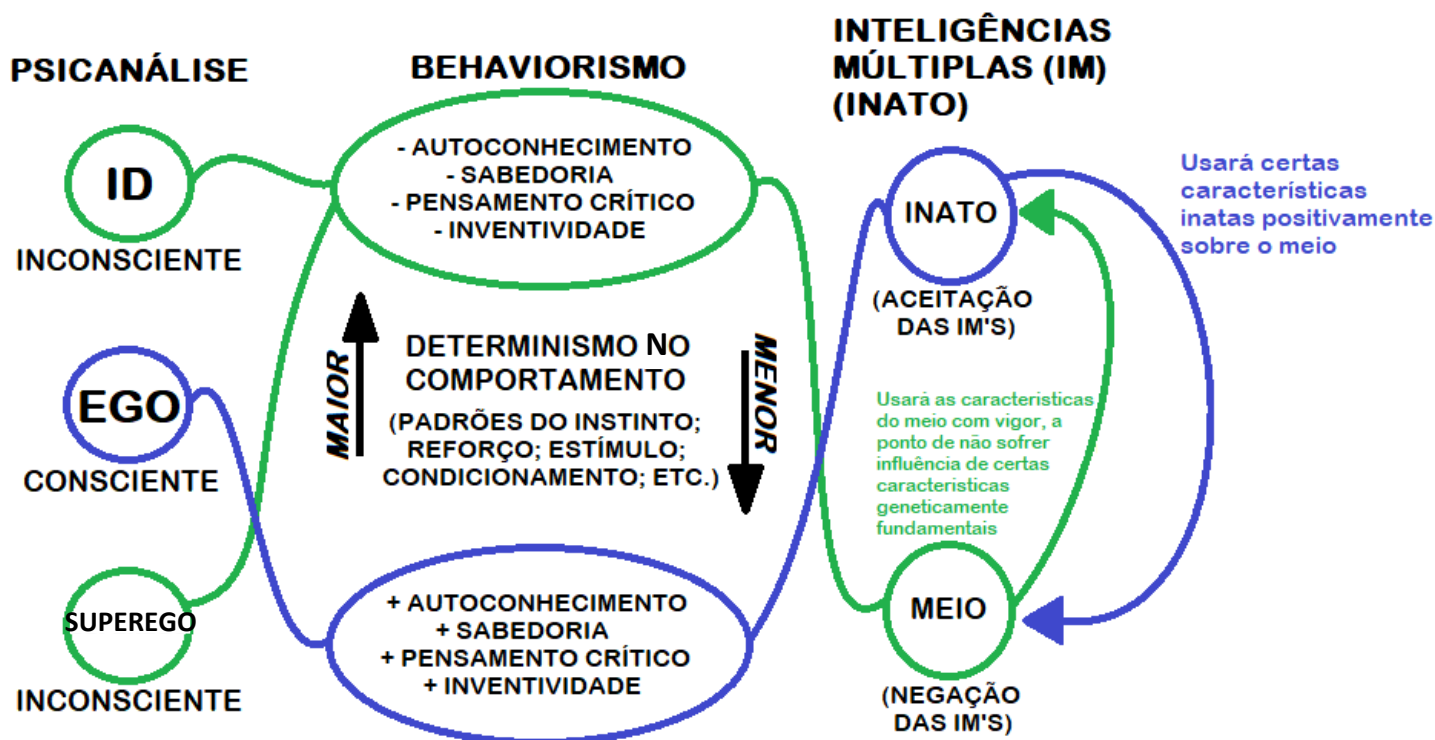 PSICANÁLISE
ID
INCONSCIENTE
EGO
CONSCIENTE
SUPEREGO
INCONSCIENTE
BEHAVIORISMO
- AUTOCONHECIMENTO
- SABEDORIA
- PENSAMENTO CRÍTICO
- INVENTIVIDADE
MAIOR
DETERMINISMO NO
COMPORTAMENTO
(PADRÕES DO INSTINTO;
REFORÇO; ESTÍMULO;
CONDICIONAMENTO; ETC.)
MENOR
+ AUTOCONHECIMENTO
+ SABEDORIA
+ PENSAMENTO CRÍTICO
+ INVENTIVIDADE
INTELIGÊNCIAS
MÚLTIPLAS (IM)
(INATO)
INATO
(ACEITAÇÃO
DAS IM'S)
Usará certas
característícas
inatas positivamente
sobre o meio
Usará as caracteristicas
do meio com vigor, a
ponto de não sofrer
influência de certas
caracteristicas
geneticamente
fundamentais
MEIO
(NEGAÇÃO
DAS IM'S)